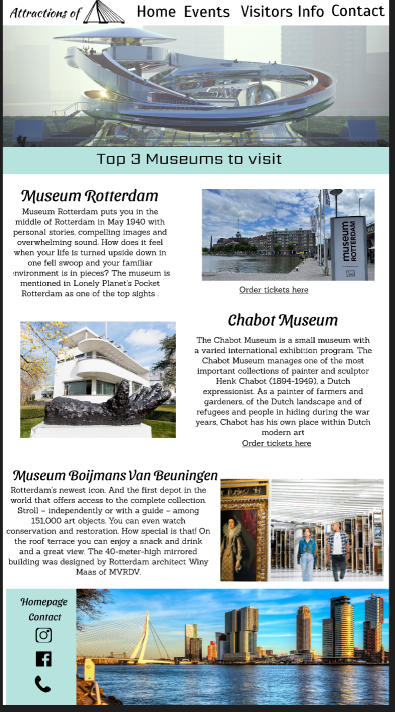 Attractions of
Home Events Visitors Info Contact
Top 3 Museums to visit
Museum Rotterdam
Museum Rotterdam puts you in the
middle of Rotterdam in May 1940 with
personal stories, compelling images and
overwhelming sound. How does it feel
when your life is turned upside down in
one fell swoop and your familiar
nvironment is in pieces? The museum is
mentioned in Lonely Planet's Pocket
Rotterdam as one of the top sights .
museum
ROTTERDAM
Order tickets here
Chabot Museum
The Chabot Museum is a small museum with
a varied international exhibition program. The
Chabot Museum manages one of the most
important collections of painter and sculptor
Henk Chabot (1894-1949), a Dutch
expressionist. As a painter of farmers and
gardeners, of the Dutch landscape and of
refugees and people in hiding during the war
years, Chabot has his own place within Dutch
modern art
Order tickets here
Museum Boijmans Van Beuningen
Rotterdam's newest icon. And the first depot in the
world that offers access to the complete collection.
Stroll – independently or with a guide – among
151,000 art objects. You can even watch
conservation and restoration. How special is that! On
the roof terrace you can enjoy a snack and drink
and a great view. The 40-meter-high mirrored
building was designed by Rotterdam architect Winy
Maas of MVRDV.
Homepage
Contact